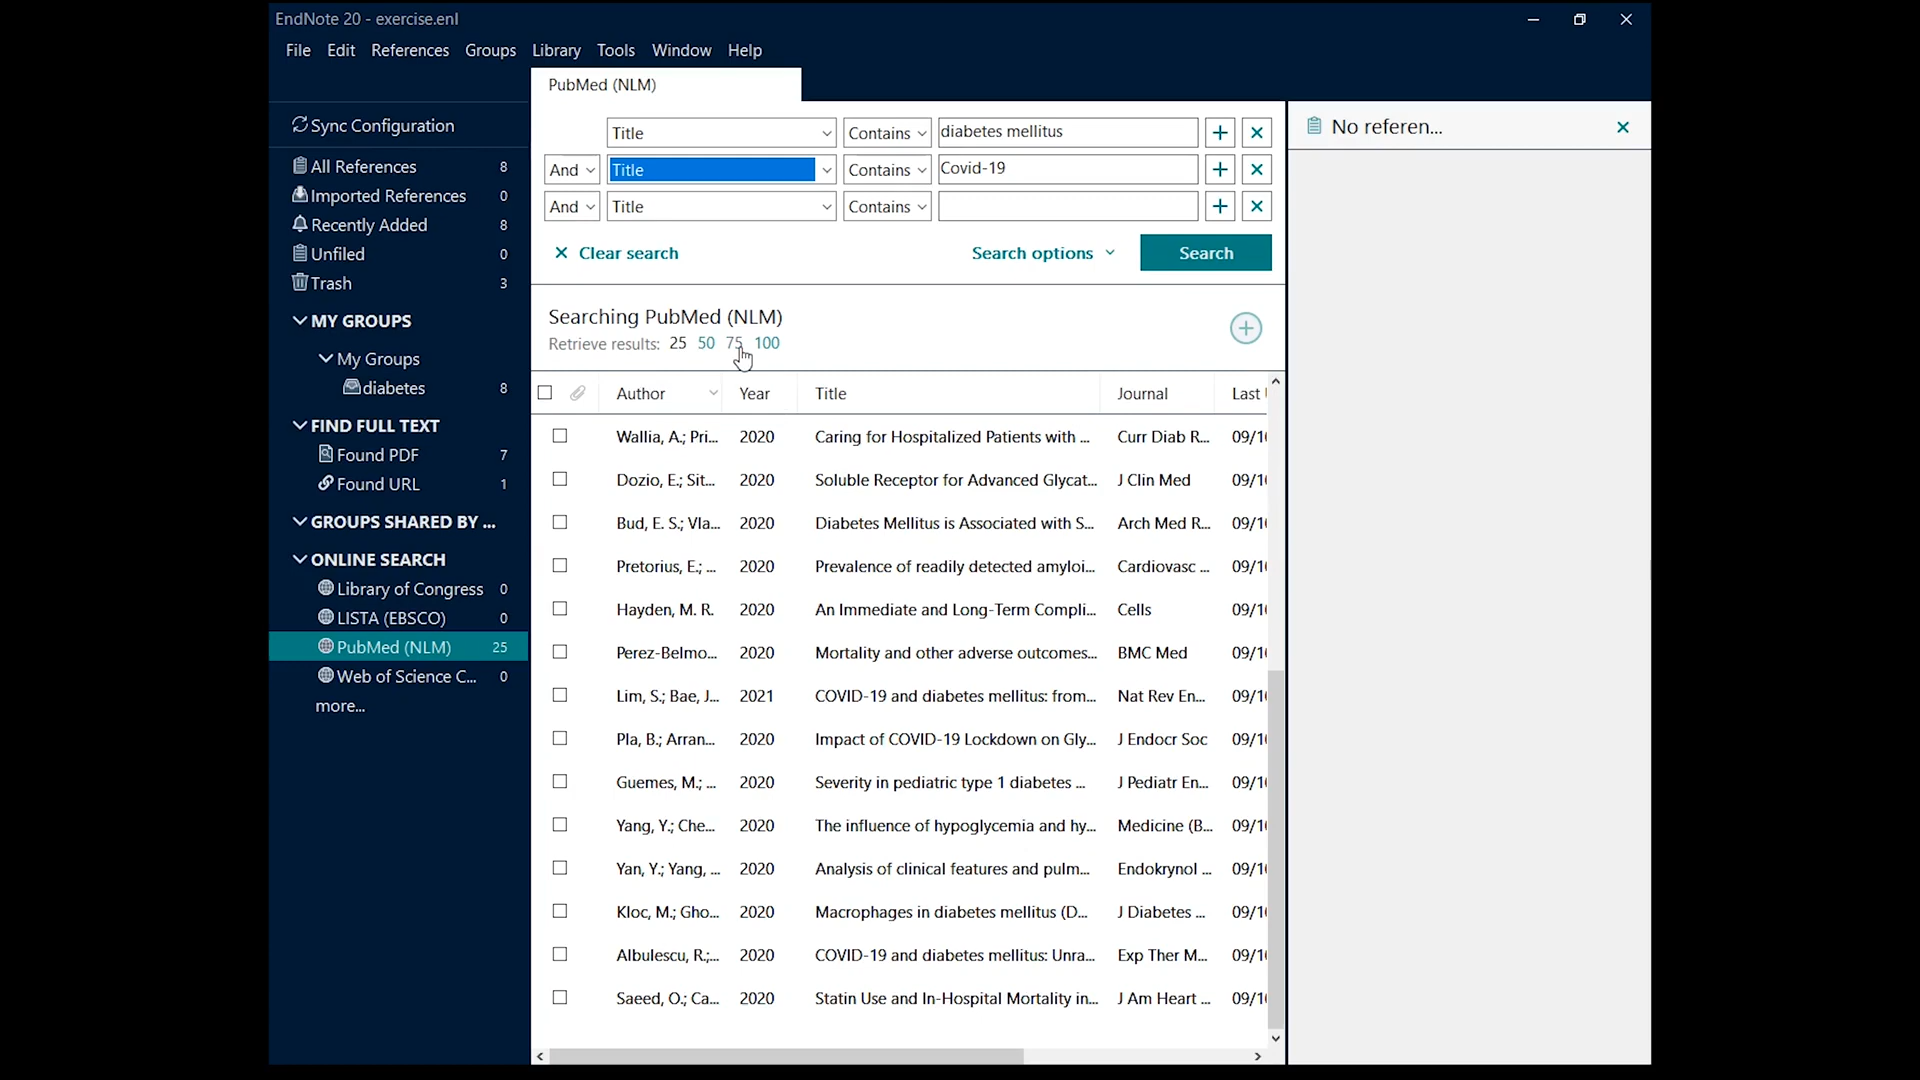 EndNote 20 - exercise.enl
File Edit References Groups Library Tools Window Help
PubMed (NLM)
Sync Configuration
All References 8
Imported References 0
Recently Added 8
Unfiled 0
Trash 3
MY GROUPS
My Groups
diabetes 8
FIND FULL TEXT
Found PDF 7
Found URL 1
GROUPS SHARED BY ...
ONLINE SEARCH
Library of Congress 0
LISTA (EBSCO) 0
PubMed (NLM) 25
Web of Science C... 0
more...
Title Contains diabetes mellitus
And Title Contains Covid-19
And Title Contains
Clear search Search options Search
Searching PubMed (NLM)
Retrieve results: 25 50 75 100
Author Year Title Journal Last
Wallia, A.; Pri... 2020 Caring for Hospitalized Patients with ... Curr Diab R... 09/1
Dozio, E.; Sit... 2020 Soluble Receptor for Advanced Glycat... J Clin Med 09/1
Bud, E. S.; Vla... 2020 Diabetes Mellitus is Associated with S... Arch Med R... 09/1
Pretorius, E.; ... 2020 Prevalence of readily detected amyloi... Cardiovasc ... 09/1
Hayden, M. R. 2020 An Immediate and Long-Term Compli... Cells 09/1
Perez-Belmo... 2020 Mortality and other adverse outcomes... BMC Med 09/1
Lim, S.; Bae, J... 2021 COVID-19 and diabetes mellitus: from... Nat Rev En... 09/1
Pla, B.; Arran... 2020 Impact of COVID-19 Lockdown on Gly... J Endocr Soc 09/1
Guemes, M.; ... 2020 Severity in pediatric type 1 diabetes ... J Pediatr En... 09/1
Yang, Y.; Che... 2020 The influence of hypoglycemia and hy... Medicine (B... 09/1
Yan, Y.; Yang, ... 2020 Analysis of clinical features and pulm... Endokrynol ... 09/1
Kloc, M.; Gho... 2020 Macrophages in diabetes mellitus (D... J Diabetes ... 09/1
Albulescu, R.;... 2020 COVID-19 and diabetes mellitus: Unra... Exp Ther M... 09/1
Saeed, O.; Ca... 2020 Statin Use and In-Hospital Mortality in... J Am Heart ... 09/1
No referen...